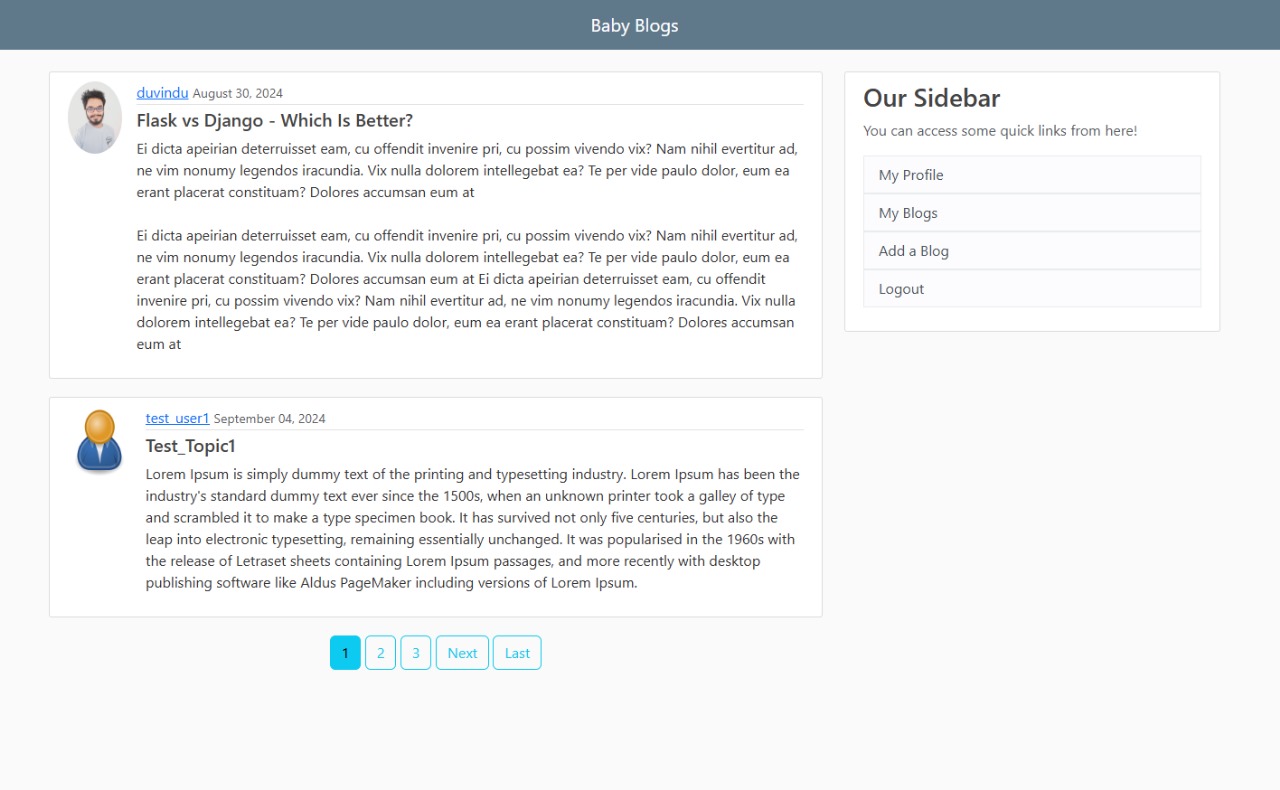 Baby Blogs
duvindu August 30, 2024
Flask vs Django - Which Is Better?
Ei dicta apeirian deterruisset eam, cu offendit invenire pri, cu possim vivendo vix? Nam nihil evertitur ad,
ne vim nonumy legendos iracundia. Vix nulla dolorem intellegebat ea? Te per vide paulo dolor, eum ea
erant placerat constituam? Dolores accumsan eum at
Ei dicta apeirian deterruisset eam, cu offendit invenire pri, cu possim vivendo vix? Nam nihil evertitur ad,
ne vim nonumy legendos iracundia. Vix nulla dolorem intellegebat ea? Te per vide paulo dolor, eum ea
erant placerat constituam? Dolores accumsan eum at Ei dicta apeirian deterruisset eam, cu offendit
invenire pri, cu possim vivendo vix? Nam nihil evertitur ad, ne vim nonumy legendos iracundia. Vix nulla
dolorem intellegebat ea? Te per vide paulo dolor, eum ea erant placerat constituam? Dolores accumsan
eum at
test_user1 September 04, 2024
Test_Topic1
Lorem Ipsum is simply dummy text of the printing and typesetting industry. Lorem Ipsum has been the
industry's standard dummy text ever since the 1500s, when an unknown printer took a galley of type
and scrambled it to make a type specimen book. It has survived not only five centuries, but also the
leap into electronic typesetting, remaining essentially unchanged. It was popularised in the 1960s with
the release of Letraset sheets containing Lorem Ipsum passages, and more recently with desktop
publishing software like Aldus PageMaker including versions of Lorem Ipsum.
1 2 3 Next Last
Our Sidebar
You can access some quick links from here!
My Profile
My Blogs
Add a Blog
Logout